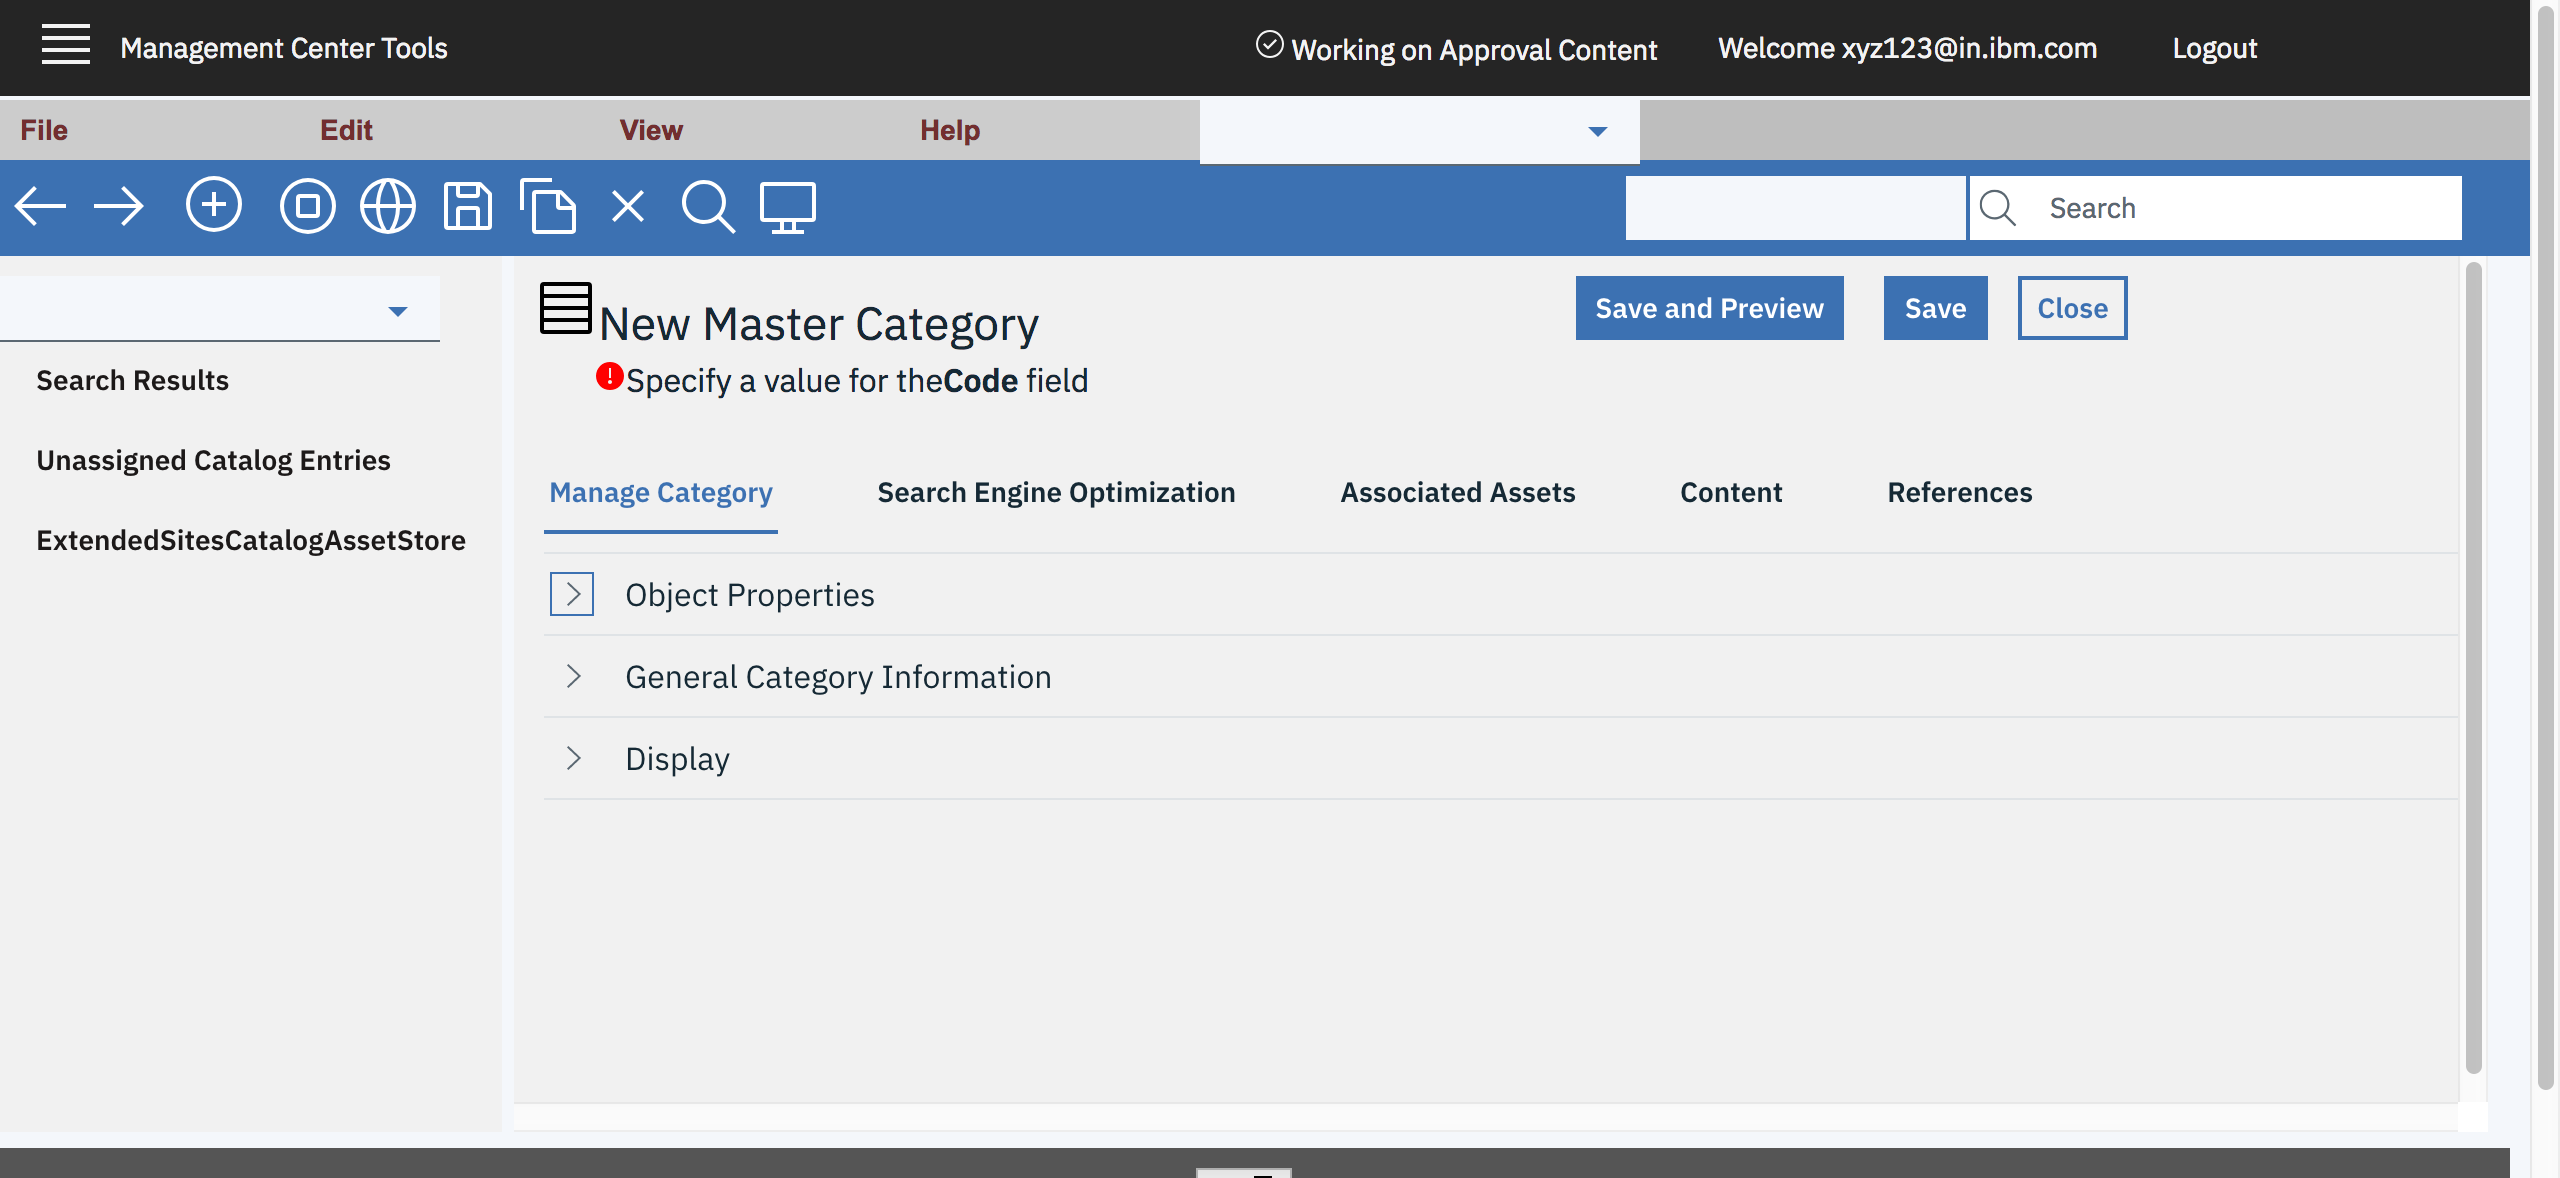 Management Center Tools
Working on Approval Content
Welcome xyz123@in.ibm.com
Logout
File
Edit
View
Help
Search
Search Results
Unassigned Catalog Entries
ExtendedSitesCatalogAssetStore
New Master Category
Save and Preview
Save
Close
Specify a value for theCode field
Manage Category
Search Engine Optimization
Associated Assets
Content
References
Object Properties
General Category Information
Display